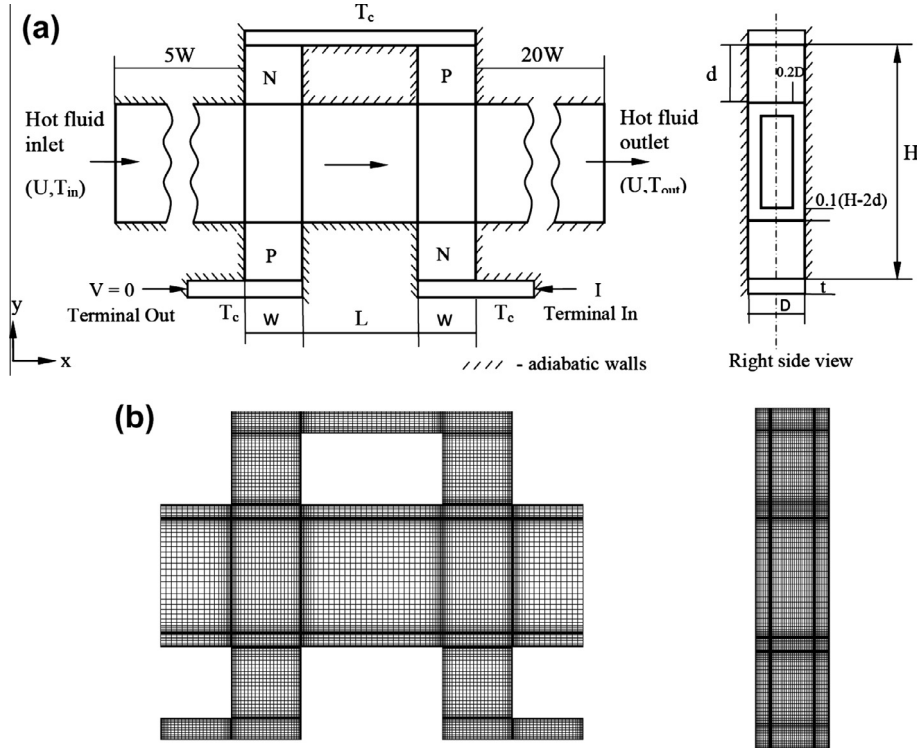 (a)
T_c
5W
20W
N
P
d
0.2D
Hot fluid
inlet
(U,T_in)
Hot fluid
outlet
(U,T_out)
H
0.1(H-2d)
P
N
V = 0
Terminal Out
T_c
T_c
I
Terminal In
t
W
L
W
D
y
x
- adiabatic walls
Right side view
(b)